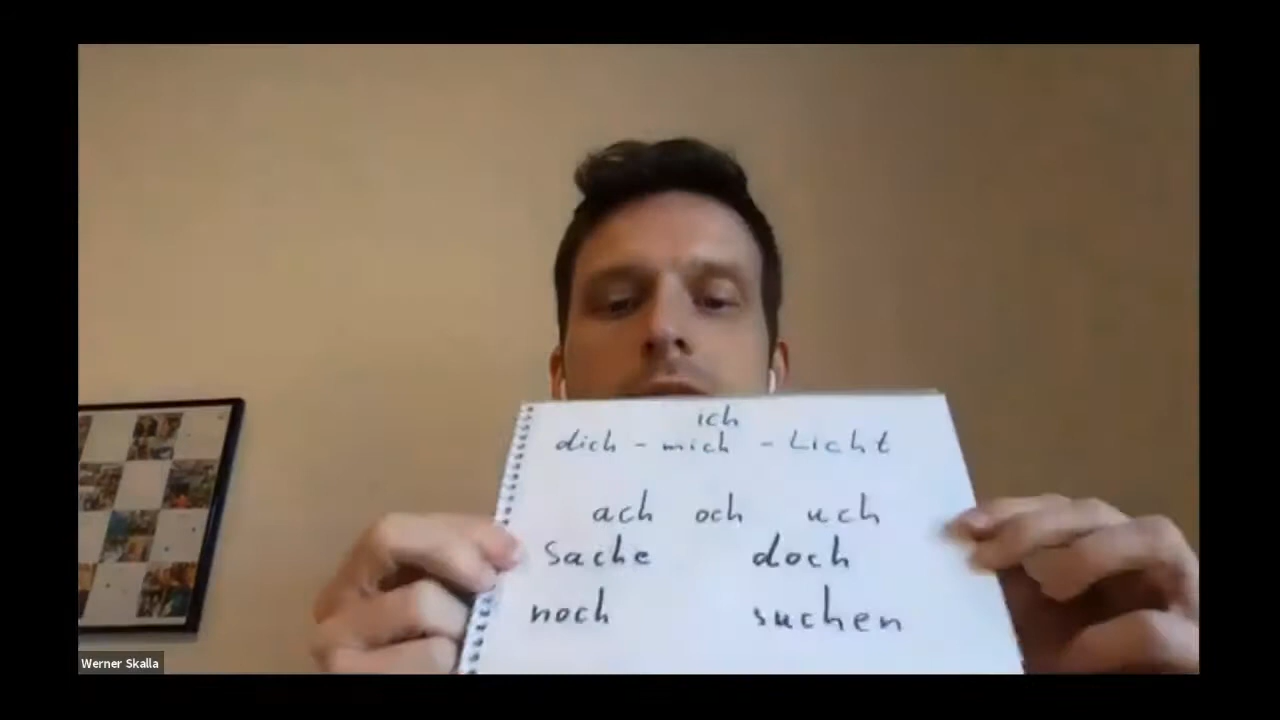 ich
dich - mich - Licht
ach och uch
Sache doch
noch suchen
Werner Skalla